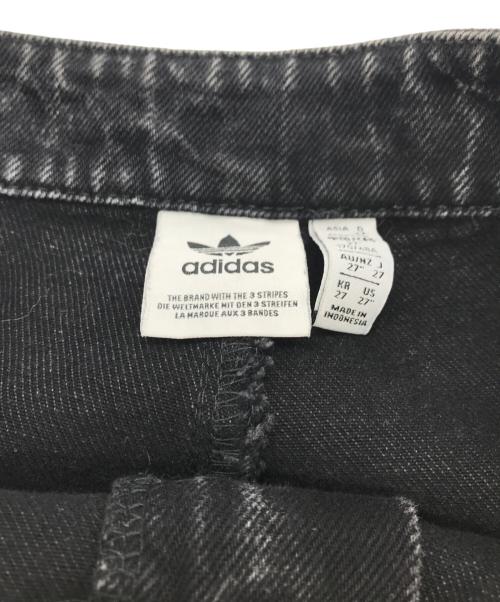 adidas
THE BRAND WITH THE 3 STRIPES
DIE WELTMARKE MIT DEN 3 STREIFEN
LA MARQUE AUX 3 BANDES
ASIA D
AU/NZ J
27" 27
KR US
27 27"
MADE IN
INDONESIA